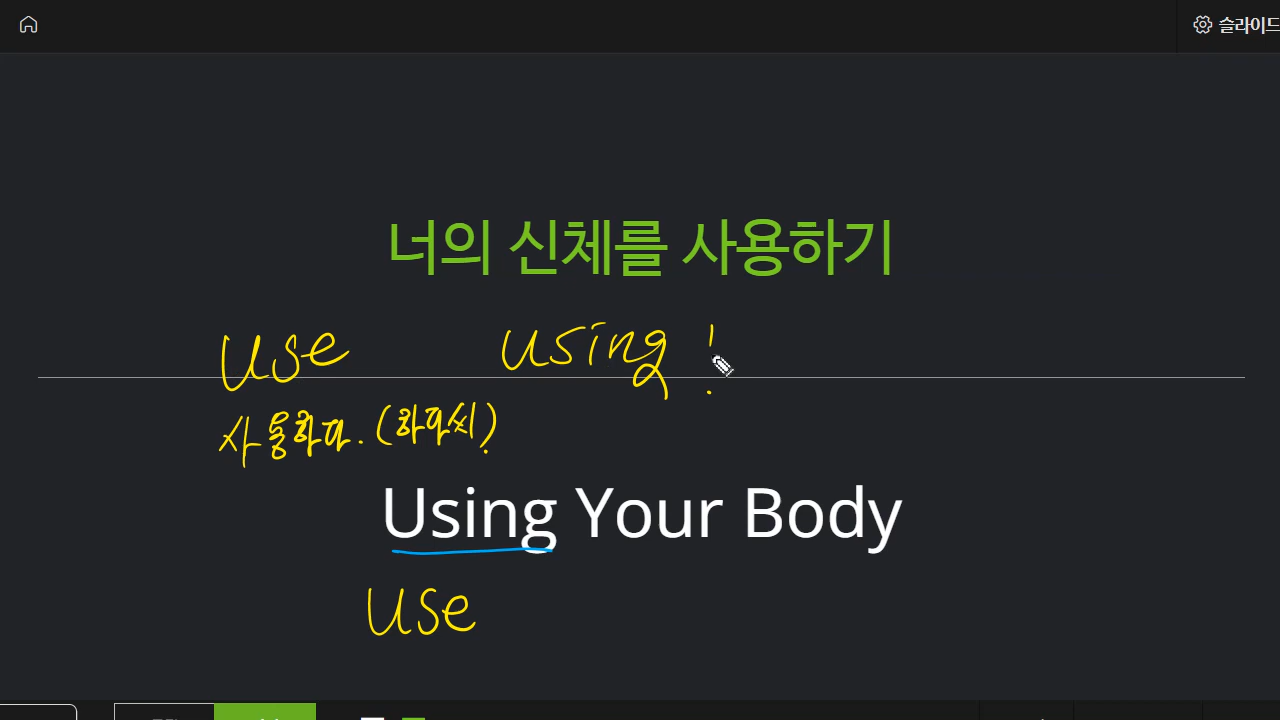 슬라이드
너의 신체를 사용하기
use using !
사용하다. (하다씨)
Using Your Body
use